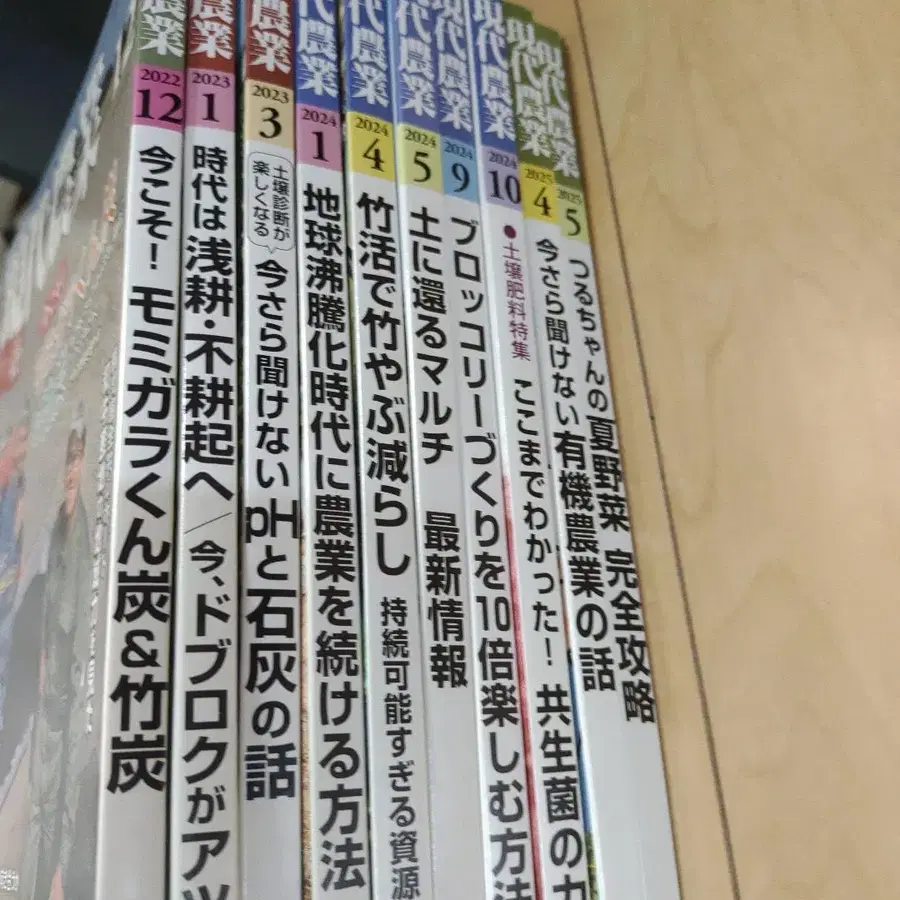 農業
2022
12
今こそ！ モミガラくん炭&竹炭
農業
2023
1
時代は浅耕・不耕起へ／今、ドブロクがアツ
農業
2023
3
土壌診断が
楽しくなる
今さら聞けないpHと石灰の話
代農業
2024
1
地球沸騰化時代に農業を続ける方法
代農業
2024
4
竹活で竹やぶ減らし 持続可能すぎる資源
代農業
2024
5
土に還るマルチ 最新情報
現代農業
2024
9
ブロッコリーづくりを10倍楽しむ方法
現代農業
2024
10
●土壌肥料特集 ここまでわかった！ 共生菌の力
現代農業
2025
4
今さら聞けない有機農業の話
現代農業
2025
5
つるちゃんの夏野菜 完全攻略